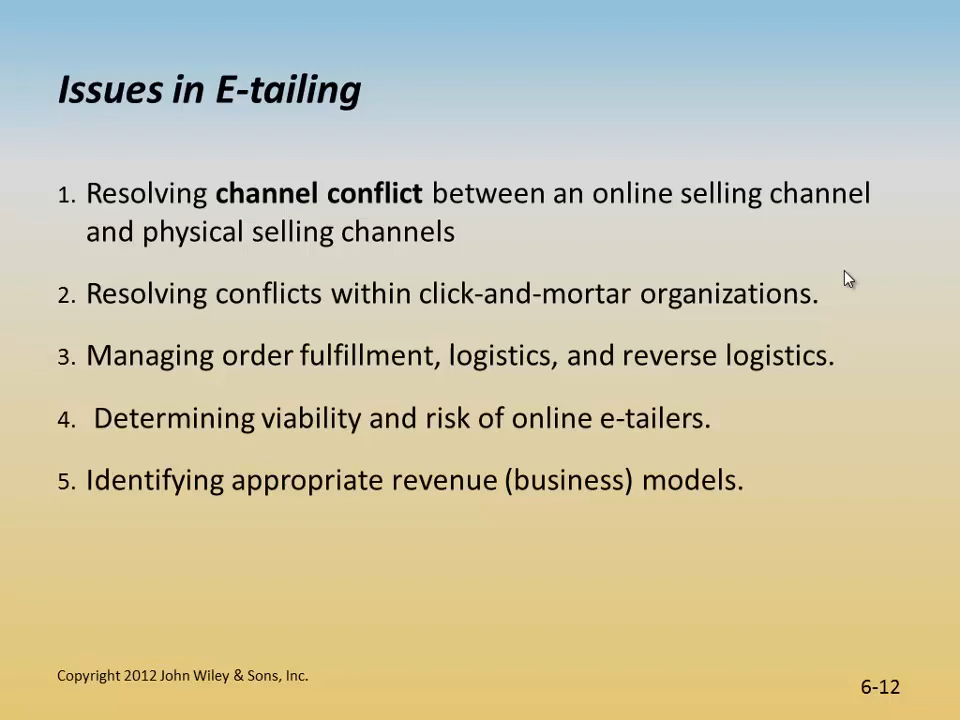 Issues in E-tailing
1. Resolving channel conflict between an online selling channel
and physical selling channels
2. Resolving conflicts within click-and-mortar organizations.
3. Managing order fulfillment, logistics, and reverse logistics.
4. Determining viability and risk of online e-tailers.
5. Identifying appropriate revenue (business) models.
Copyright 2012 John Wiley & Sons, Inc.
6-12